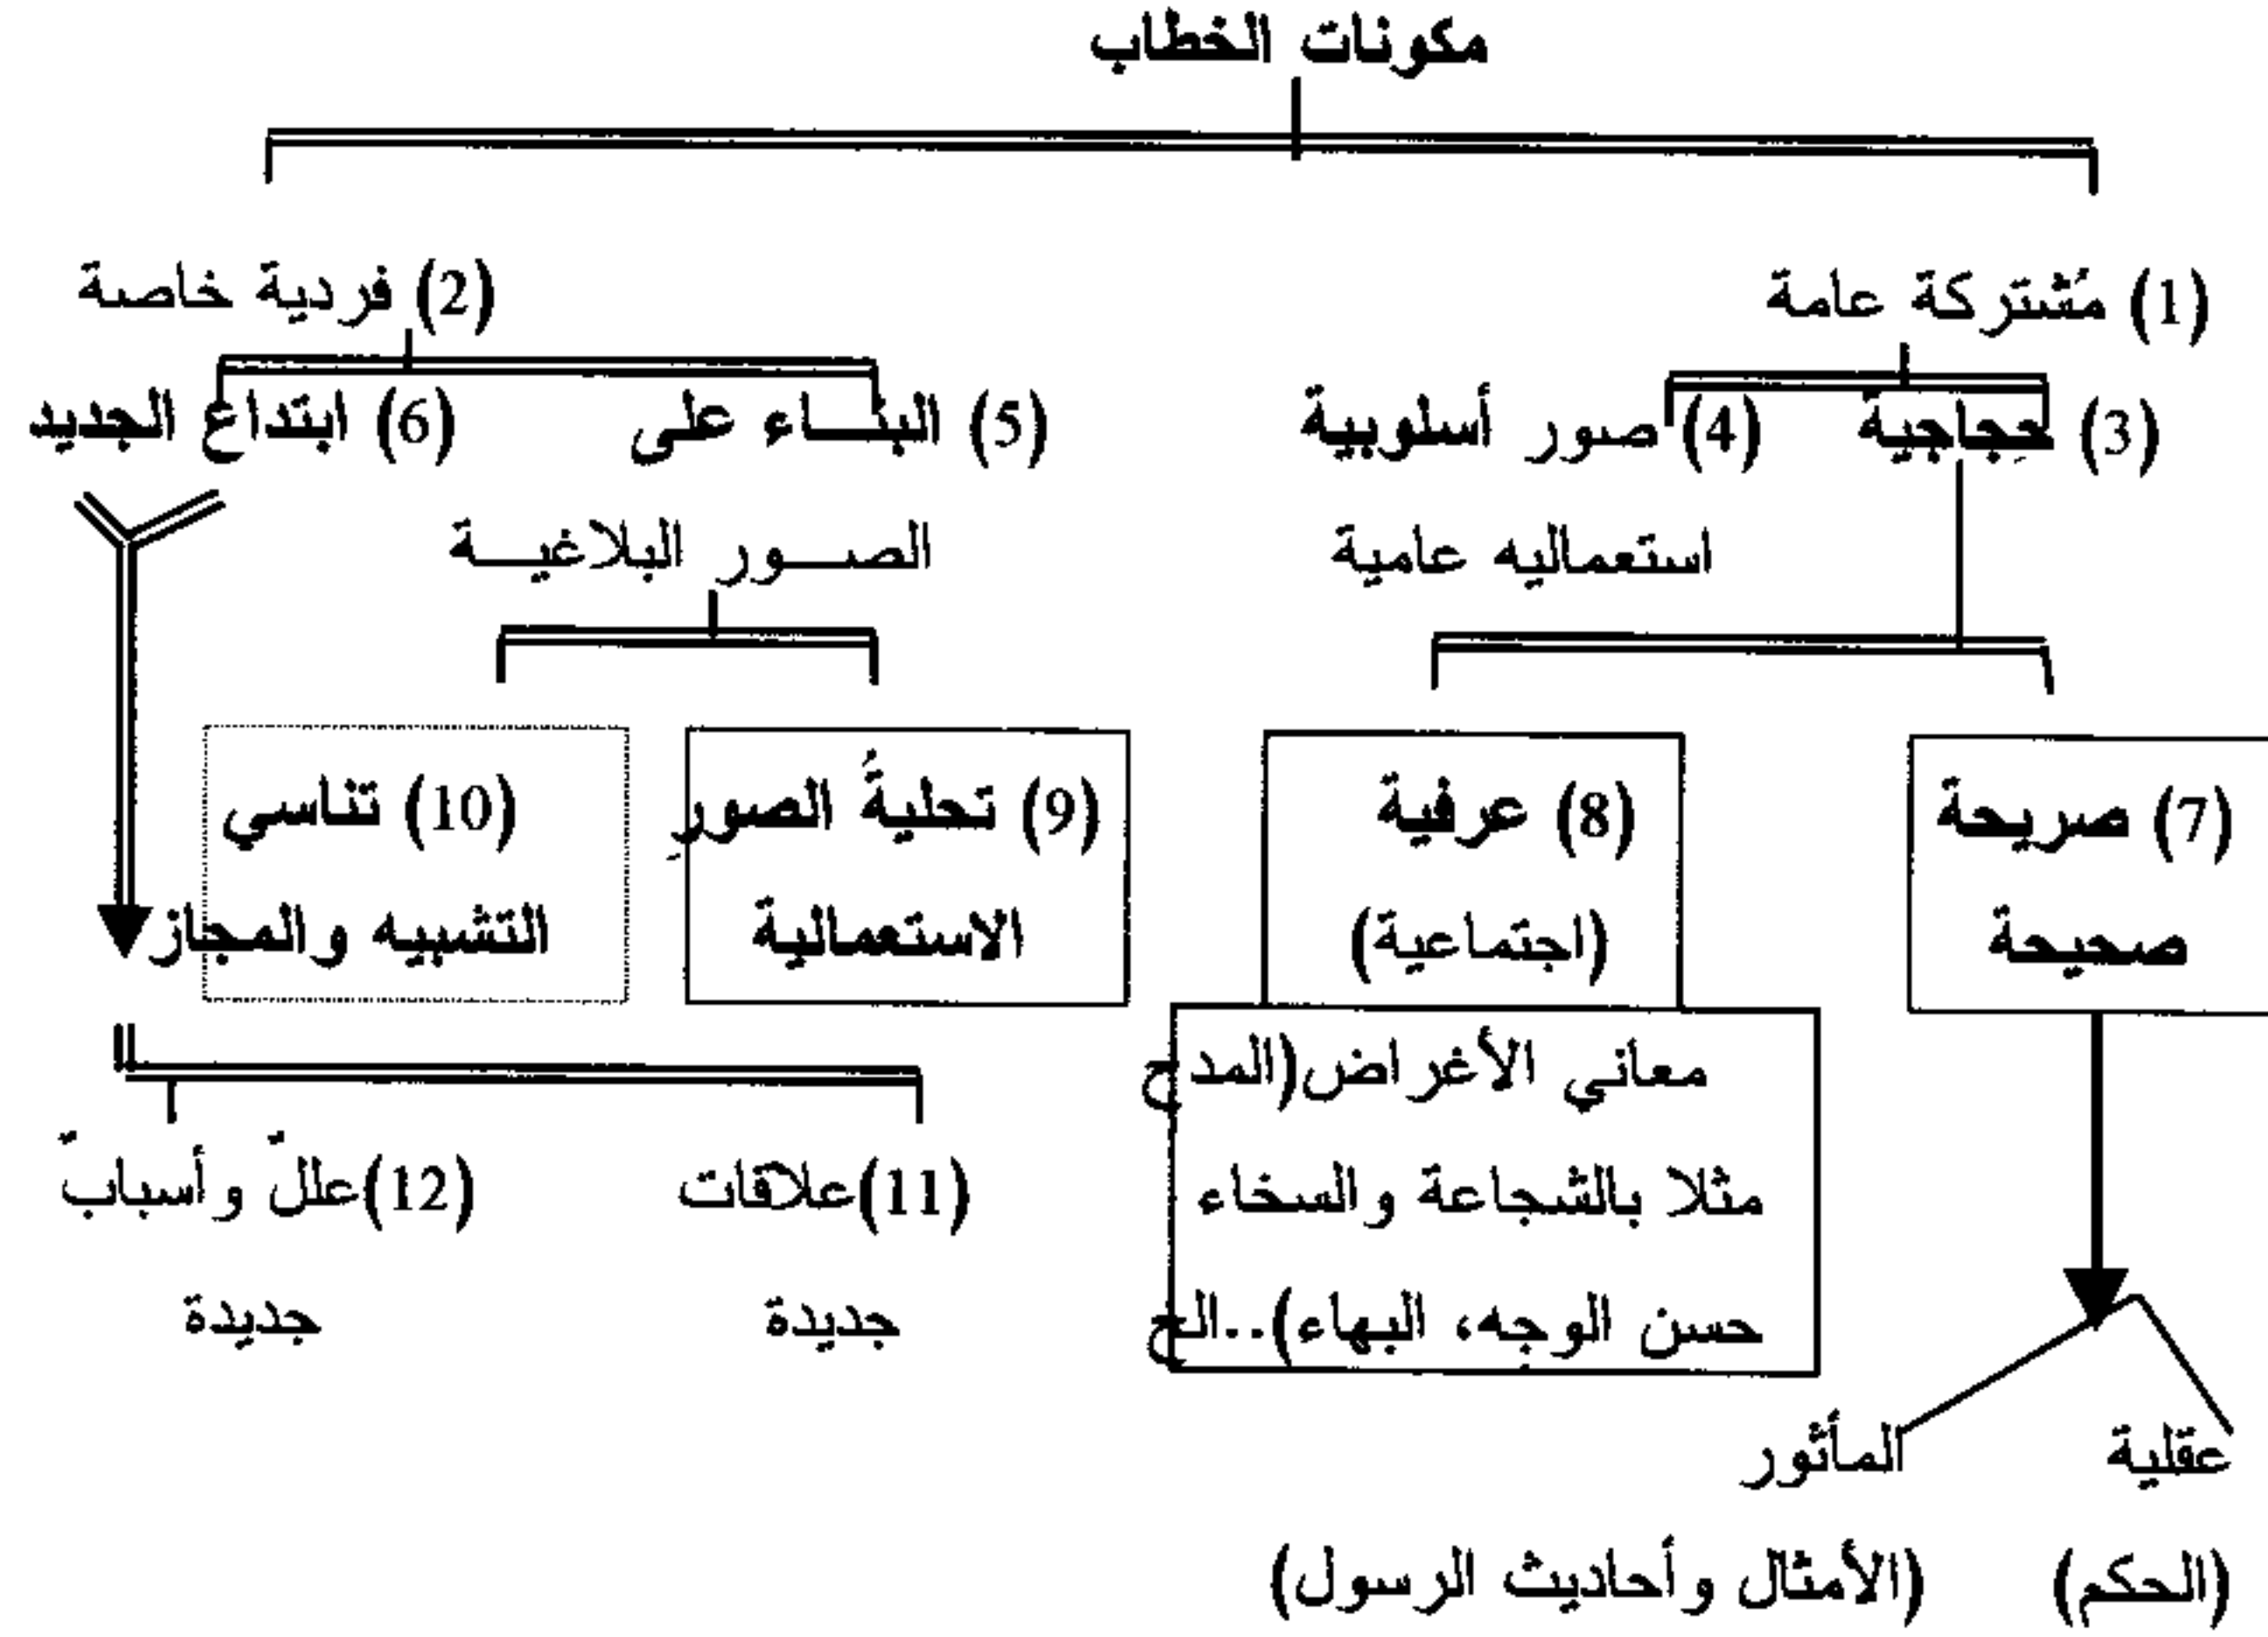 مكونات الخطاب
(1) مُشتركة عامة
(2) فردية خاصة
(3) حِجاجية
(4) صور أسلوبية
استعماليه عامية
(5) البنـــاء على
الصـــور البلاغيـــة
(6) ابتداع الجديد
(7) صريحة
صحيحة
(8) عرفية
(اجتماعية)
(9) تحليةُ الصورِ
الاستعمالية
(10) تناسي
التشبيه والمجاز
معاني الأغراض(المدح
مثلا بالشجاعة والسخاء
حسن الوجه، البهاء)..الخ
(11)علاقات
جديدة
(12)عللّ وأسبابّ
جديدة
عقلية
(الحكم)
المأثور
(الأمثال وأحاديث الرسول)